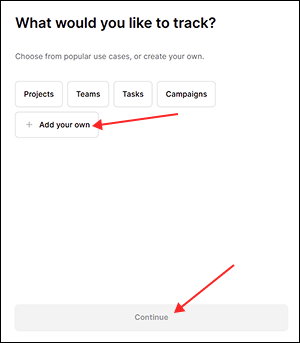 What would you like to track?
Choose from popular use cases, or create your own.
Projects Teams Tasks Campaigns
+ Add your own
Continue